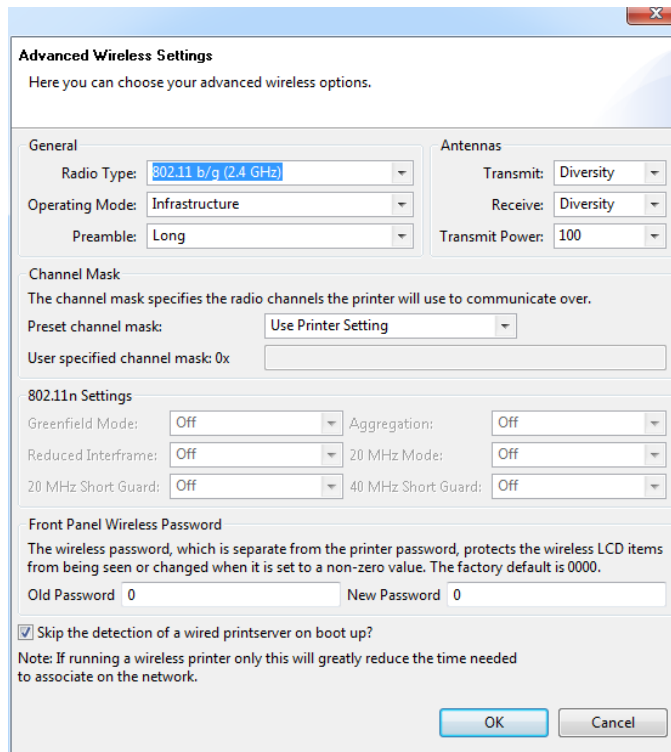 Advanced Wireless Settings
Here you can choose your advanced wireless options.
General
Radio Type: 802.11 b/g (2.4 GHz)
Operating Mode: Infrastructure
Preamble: Long
Antennas
Transmit: Diversity
Receive: Diversity
Transmit Power: 100
Channel Mask
The channel mask specifies the radio channels the printer will use to communicate over.
Preset channel mask: Use Printer Setting
User specified channel mask: 0x
802.11n Settings
Greenfield Mode: Off Aggregation: Off
Reduced Interframe: Off 20 MHz Mode: Off
20 MHz Short Guard: Off 40 MHz Short Guard: Off
Front Panel Wireless Password
The wireless password, which is separate from the printer password, protects the wireless LCD items
from being seen or changed when it is set to a non-zero value. The factory default is 0000.
Old Password 0 New Password 0
Skip the detection of a wired printserver on boot up?
Note: If running a wireless printer only this will greatly reduce the time needed
to associate on the network.
OK Cancel